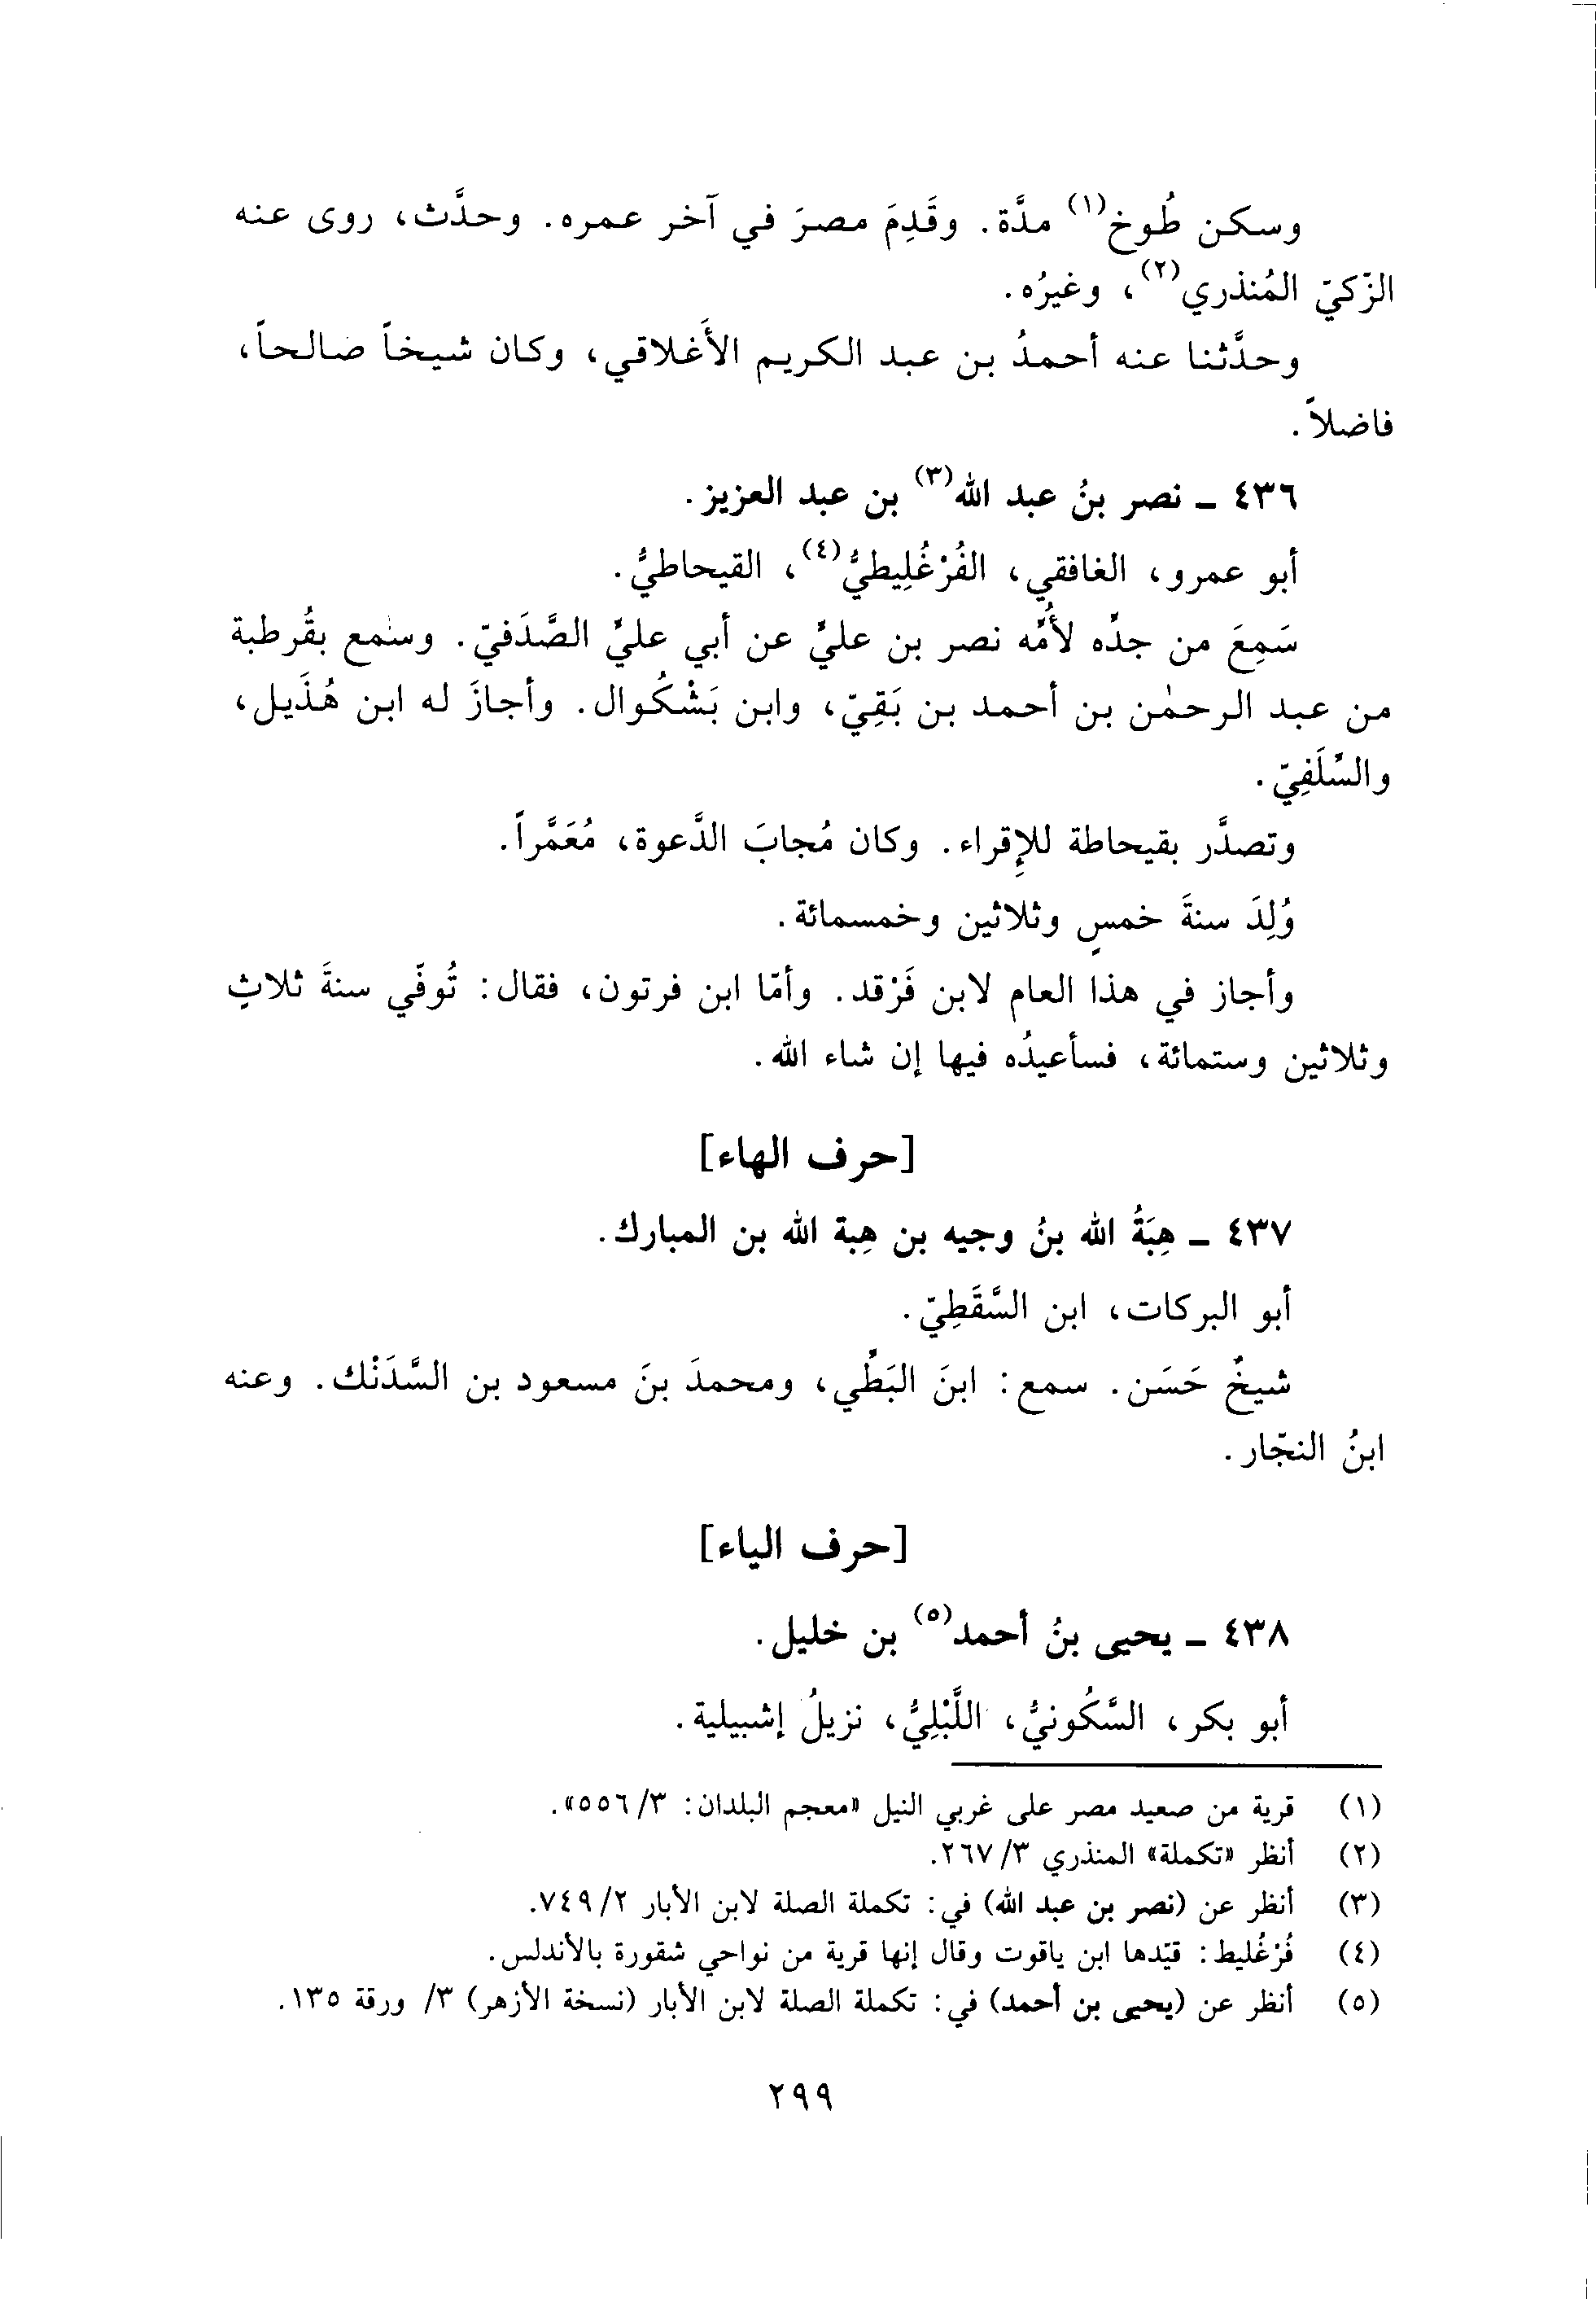 وسكن طُوخ(١) مدَّة. وقَدِمَ مصرَ في آخر عمره. وحدَّث، روى عنه
الزّكيّ المُنذري(٢)، وغيرُه.
وحدَّثنا عنه أحمدُ بن عبد الكريم الأَغلاقي، وكان شيخاً صالحاً،
فاضلاً.
٤٣٦ - نصر بنُ عبد الله(٣) بن عبد العزيز.
أبو عمرو، الغافقي، الفُرْغُلِيطيُّ(٤)، القيحاطيُّ.
سَمِعَ من جدِّه لأُمِّه نصر بن عليّ عن أبي عليّ الصَّدَفيّ. وسَمع بقُرطبة
من عبد الرحمٰن بن أحمد بن بَقِيّ، وابن بَشْكُوال. وأجازَ له ابن هُذَيل،
والسِّلَفِيّ.
وتصدَّر بقيحاطة للإِقراء. وكان مُجابَ الدَّعوة، مُعَمَّراً.
وُلِدَ سنةَ خمسٍ وثلاثين وخمسمائة.
وأجاز في هذا العام لابن فَرْقد. وأمّا ابن فرتون، فقال: تُوفّي سنةَ ثلاثٍ
وثلاثين وستمائة، فسأعيدُه فيها إن شاء الله.
[حرف الهاء]
٤٣٧ - هِبَةُ الله بنُ وجيه بن هِبة الله بن المبارك.
أبو البركات، ابن السَّقَطِيّ.
شيخٌ حَسَن. سمع: ابنَ البَطِّي، ومحمدَ بنَ مسعود بن السَّدَنْك. وعنه
ابنُ النجّار.
[حرف الياء]
٤٣٨ - يحيى بنُ أحمد(٥) بن خليل.
أبو بكر، السَّكُونيُّ، اللَّبْلِيُّ، نزيلُ إشبيلية.
(١) قرية من صعيد مصر على غربي النيل «معجم البلدان: ٣/ ٥٥٦».
(٢) أنظر «تكملة» المنذري ٣/ ٢٦٧.
(٣) أنظر عن (نصر بن عبد الله) في: تكملة الصلة لابن الأبار ٢/ ٧٤٩.
(٤) فُرْغُليط: قيّدها ابن ياقوت وقال إنها قرية من نواحي شقورة بالأندلس.
(٥) أنظر عن (يحيى بن أحمد) في: تكملة الصلة لابن الأبار (نسخة الأزهر) ٣/ ورقة ١٣٥.
٢٩٩